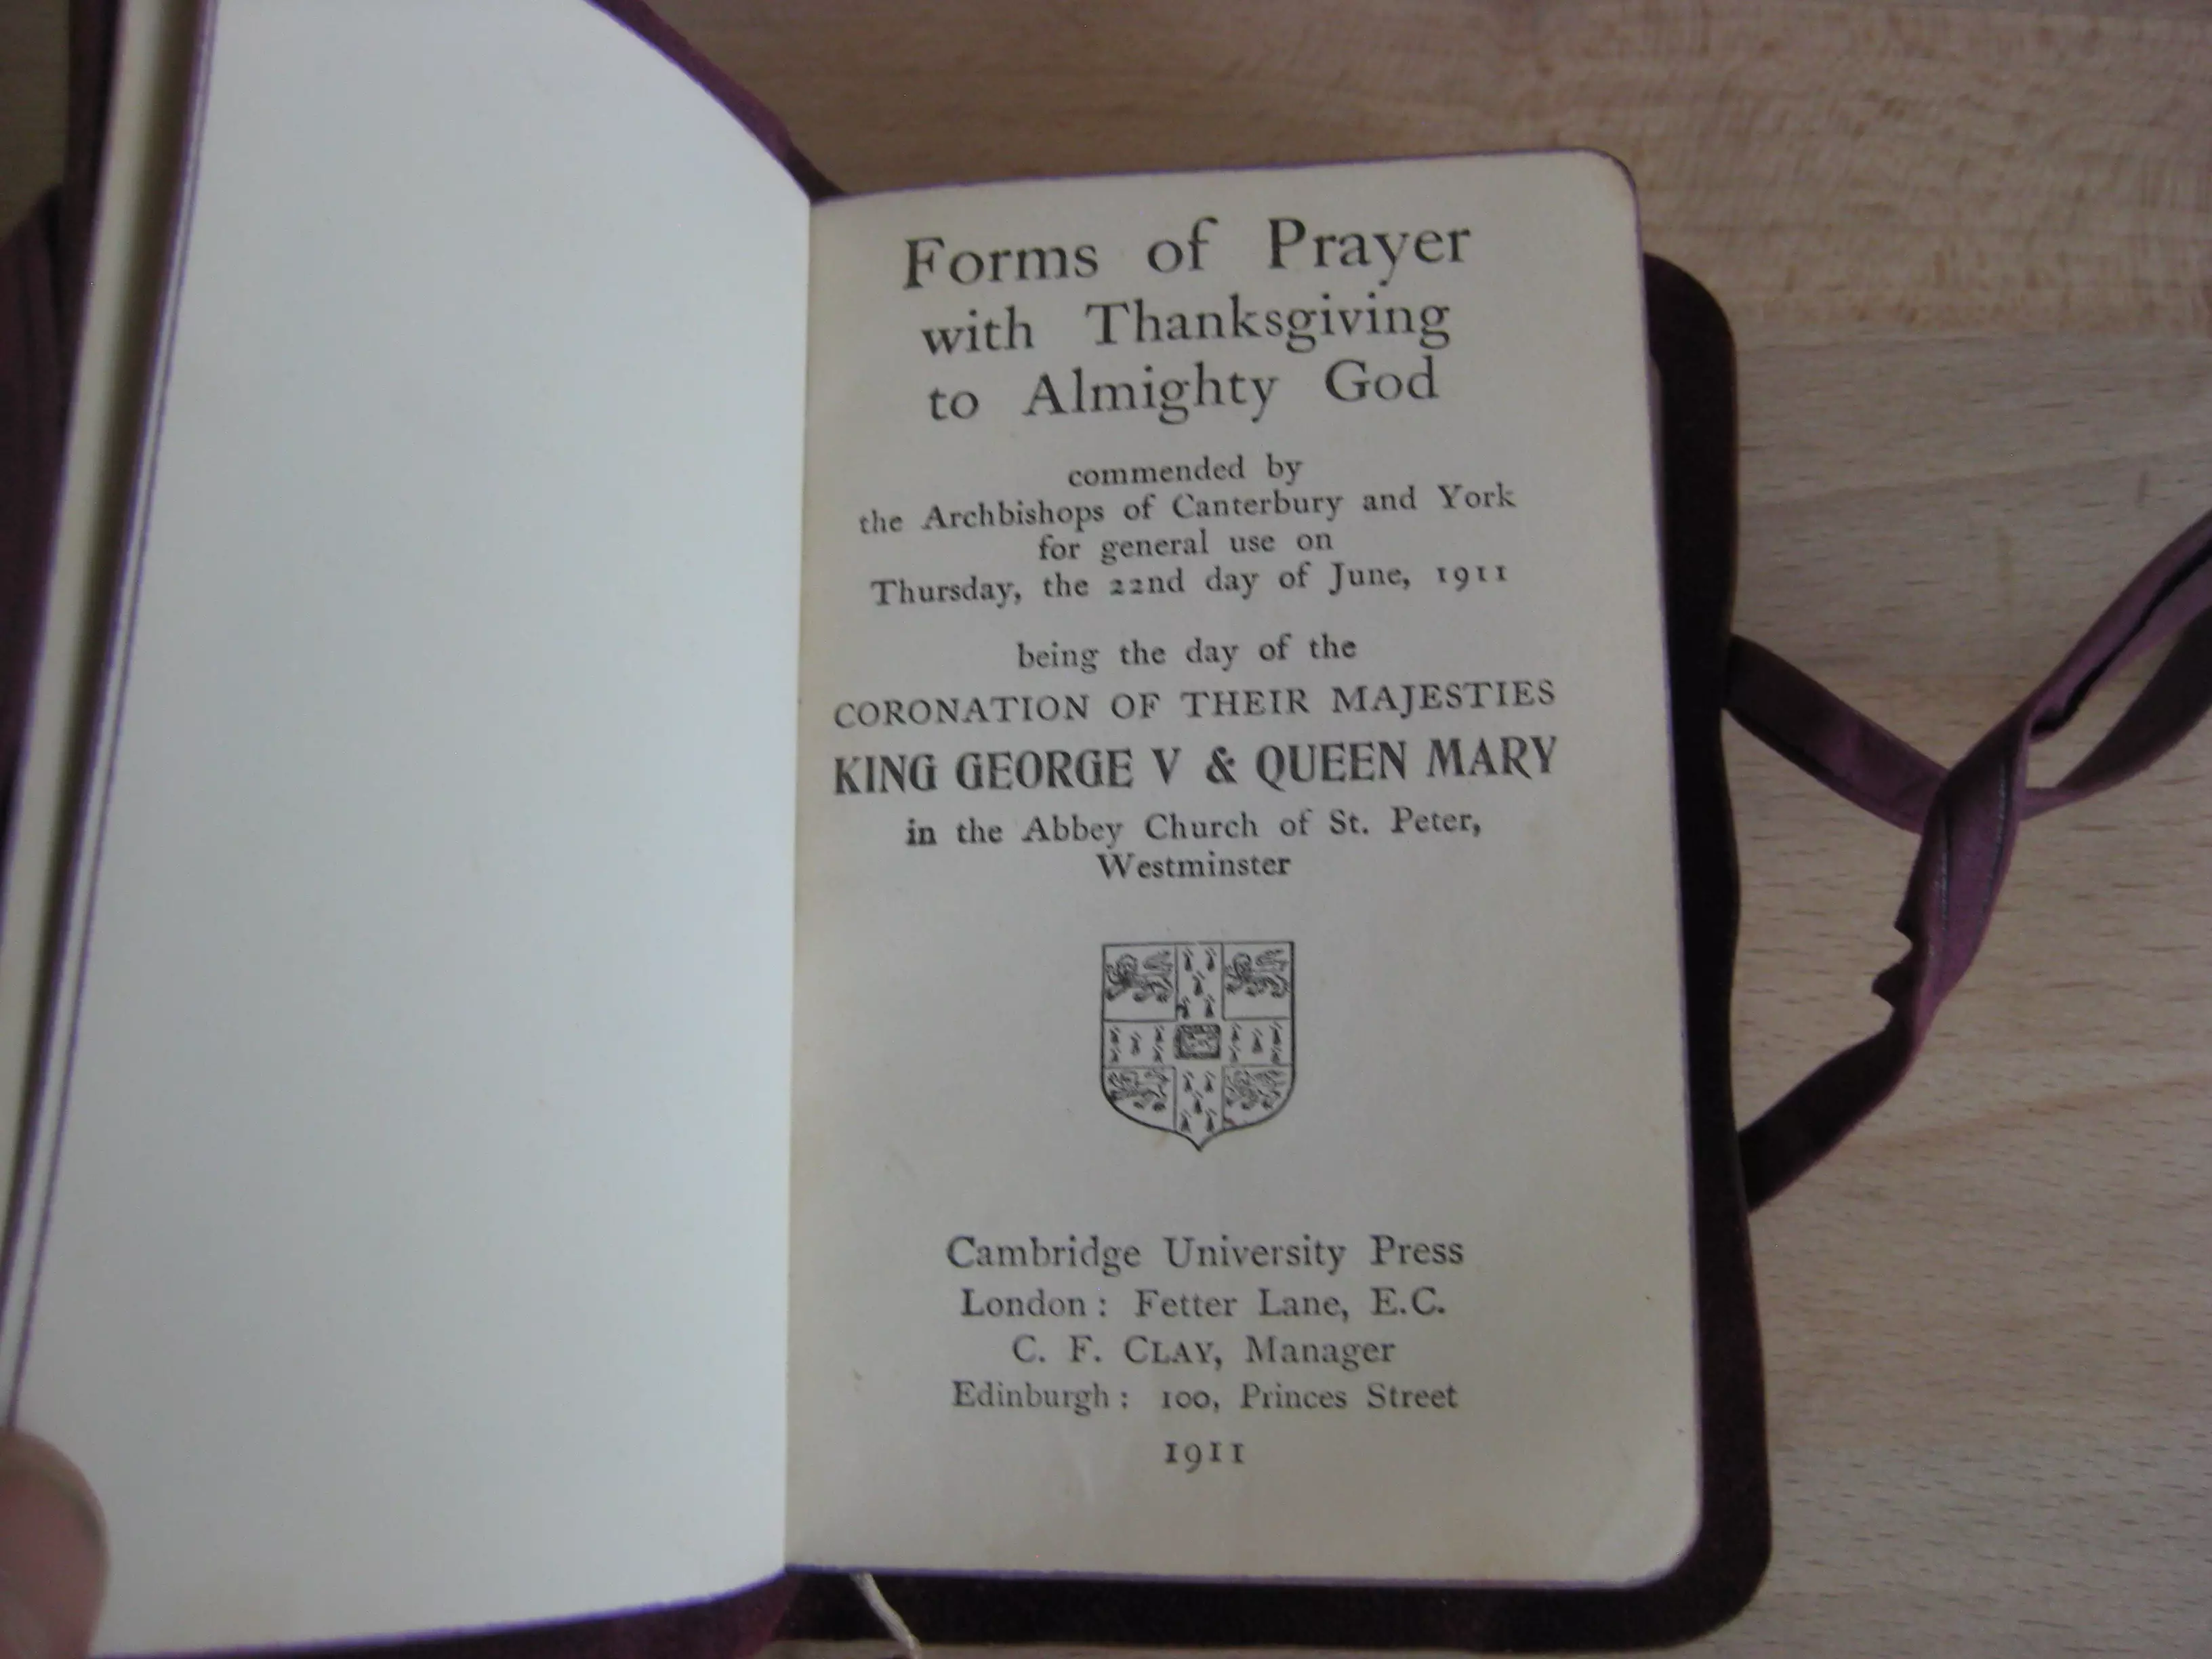 Forms of Prayer
with Thanksgiving
to Almighty God
commended by
the Archbishops of Canterbury and York
for general use on
Thursday, the 22nd day of June, 1911
being the day of the
CORONATION OF THEIR MAJESTIES
KING GEORGE V & QUEEN MARY
in the Abbey Church of St. Peter,
Westminster
Cambridge University Press
London: Fetter Lane, E.C.
C. F. CLAY, Manager
Edinburgh: 100, Princes Street
1911